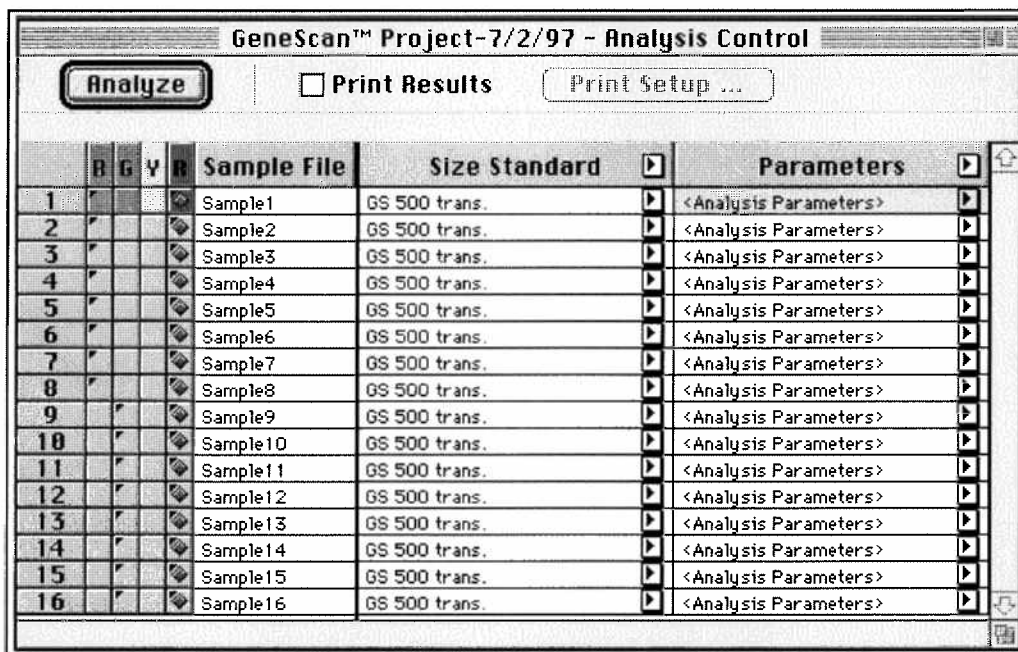 GeneScan™ Project-7/2/97 - Analysis Control
Analyze Print Results Print Setup ...
B G Y R Sample File Size Standard Parameters
1 Sample1 GS 500 trans. <Analysis Parameters>
2 Sample2 GS 500 trans. <Analysis Parameters>
3 Sample3 GS 500 trans. <Analysis Parameters>
4 Sample4 GS 500 trans. <Analysis Parameters>
5 Sample5 GS 500 trans. <Analysis Parameters>
6 Sample6 GS 500 trans. <Analysis Parameters>
7 Sample7 GS 500 trans. <Analysis Parameters>
8 Sample8 GS 500 trans. <Analysis Parameters>
9 Sample9 GS 500 trans. <Analysis Parameters>
10 Sample10 GS 500 trans. <Analysis Parameters>
11 Sample11 GS 500 trans. <Analysis Parameters>
12 Sample12 GS 500 trans. <Analysis Parameters>
13 Sample13 GS 500 trans. <Analysis Parameters>
14 Sample14 GS 500 trans. <Analysis Parameters>
15 Sample15 GS 500 trans. <Analysis Parameters>
16 Sample16 GS 500 trans. <Analysis Parameters>